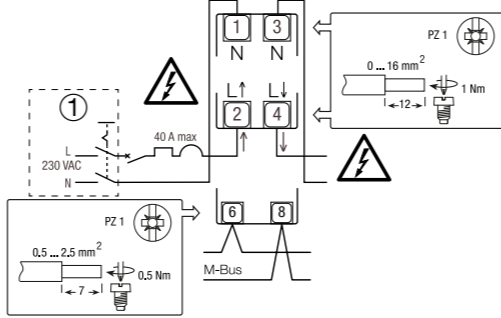 1 3
N N
PZ 1
0 ... 16 mm²
1 Nm
12
L↑ L↓
2 4
1
40 A max
L
230 VAC
N
6 8
M-Bus
PZ 1
0.5 ... 2.5 mm²
0.5 Nm
7